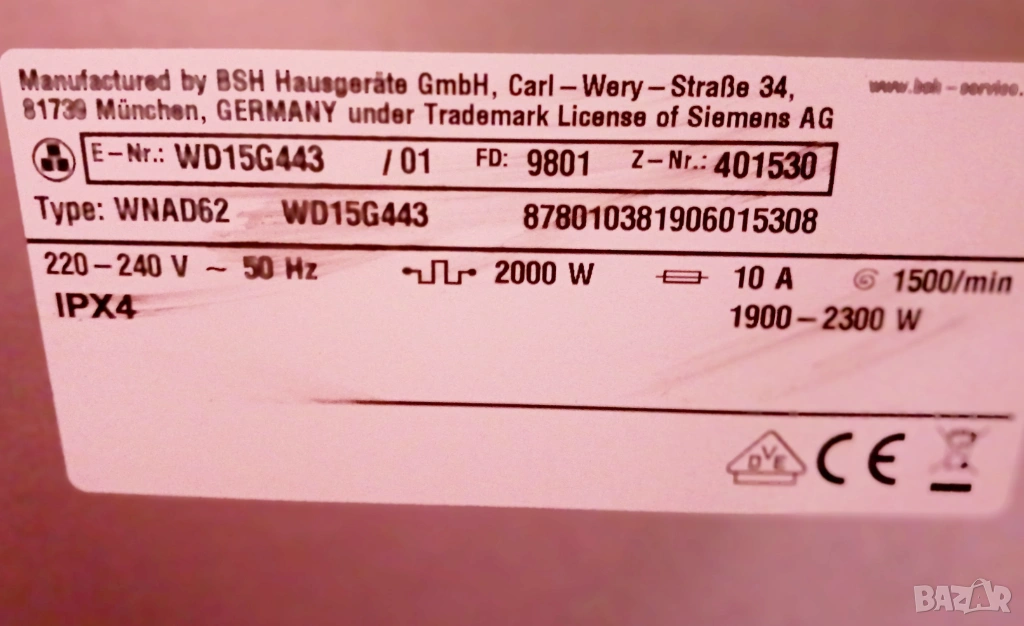 Manufactured by BSH Hausgeräte GmbH, Carl-Wery-Straße 34, www.bsh-service.
81739 München, GERMANY under Trademark License of Siemens AG
E-Nr.: WD15G443 /01 FD: 9801 Z-Nr.: 401530
Type: WNAD62 WD15G443 878010381906015308
220-240 V ~ 50 Hz 2000 W 10 A 1500/min
IPX4 1900-2300 W
DVE CE
BAZAR